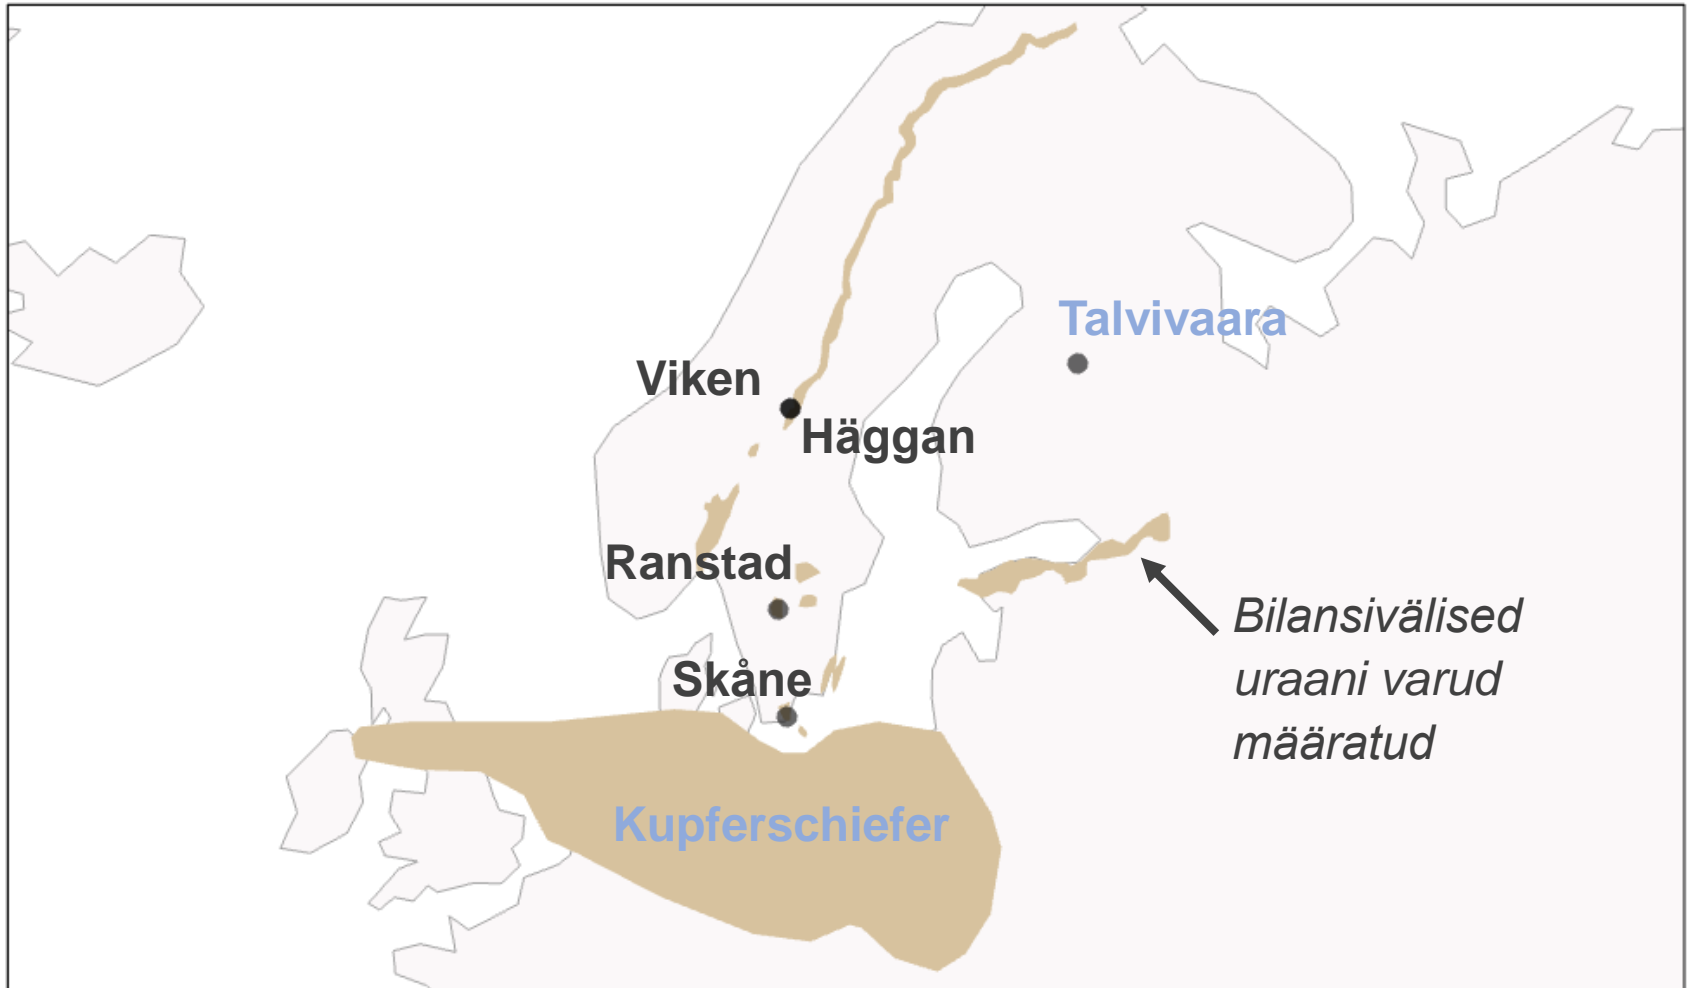 Talvivaara
Viken
Häggan
Ranstad
Bilansivälised
uraani varud
määratud
Skåne
Kupferschiefer